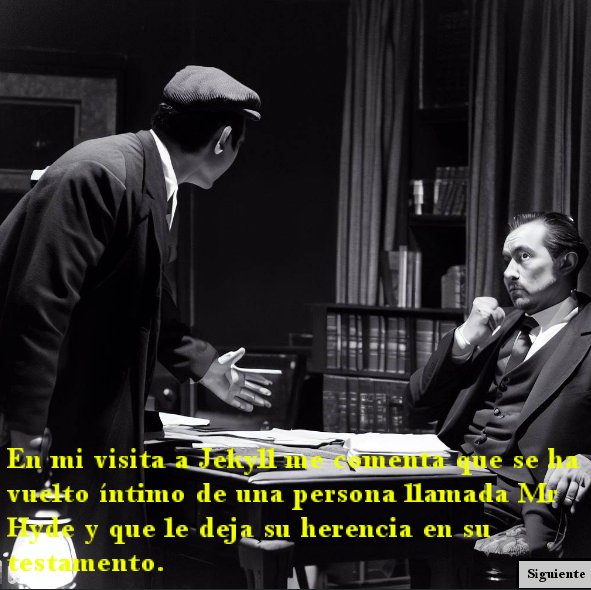 En mi visita a Jekyll me comenta que se ha
vuelto íntimo de una persona llamada Mr
Hyde y que le deja su herencia en su
testamento.
Siguiente